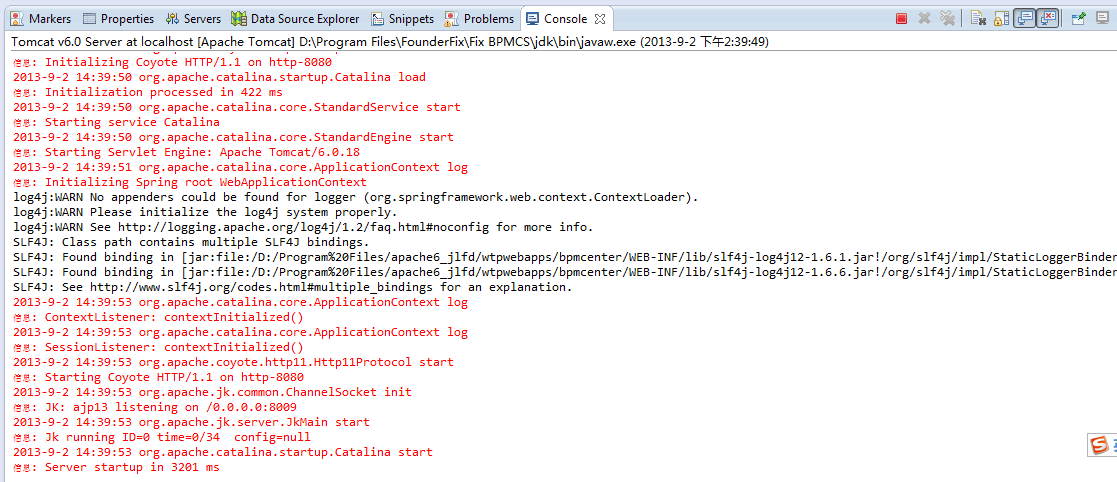 Markers Properties Servers Data Source Explorer Snippets Problems Console
Tomcat v6.0 Server at localhost [Apache Tomcat] D:\Program Files\FounderFix\Fix BPMCS\jdk\bin\javaw.exe (2013-9-2 下午2:39:49)
信息: Initializing Coyote HTTP/1.1 on http-8080
2013-9-2 14:39:50 org.apache.catalina.startup.Catalina load
信息: Initialization processed in 422 ms
2013-9-2 14:39:50 org.apache.catalina.core.StandardService start
信息: Starting service Catalina
2013-9-2 14:39:50 org.apache.catalina.core.StandardEngine start
信息: Starting Servlet Engine: Apache Tomcat/6.0.18
2013-9-2 14:39:51 org.apache.catalina.core.ApplicationContext log
信息: Initializing Spring root WebApplicationContext
log4j:WARN No appenders could be found for logger (org.springframework.web.context.ContextLoader).
log4j:WARN Please initialize the log4j system properly.
log4j:WARN See http://logging.apache.org/log4j/1.2/faq.html#noconfig for more info.
SLF4J: Class path contains multiple SLF4J bindings.
SLF4J: Found binding in [jar:file:/D:/Program%20Files/apache6_jlfd/wtpwebapps/bpmcenter/WEB-INF/lib/slf4j-log4j12-1.6.1.jar!/org/slf4j/impl/StaticLoggerBinder
SLF4J: Found binding in [jar:file:/D:/Program%20Files/apache6_jlfd/wtpwebapps/bpmcenter/WEB-INF/lib/slf4j-log4j12-1.6.6.jar!/org/slf4j/impl/StaticLoggerBinder
SLF4J: See http://www.slf4j.org/codes.html#multiple_bindings for an explanation.
2013-9-2 14:39:53 org.apache.catalina.core.ApplicationContext log
信息: ContextListener: contextInitialized()
2013-9-2 14:39:53 org.apache.catalina.core.ApplicationContext log
信息: SessionListener: contextInitialized()
2013-9-2 14:39:53 org.apache.coyote.http11.Http11Protocol start
信息: Starting Coyote HTTP/1.1 on http-8080
2013-9-2 14:39:53 org.apache.jk.common.ChannelSocket init
信息: JK: ajp13 listening on /0.0.0.0:8009
2013-9-2 14:39:53 org.apache.jk.server.JkMain start
信息: Jk running ID=0 time=0/34  config=null
2013-9-2 14:39:53 org.apache.catalina.startup.Catalina start
信息: Server startup in 3201 ms